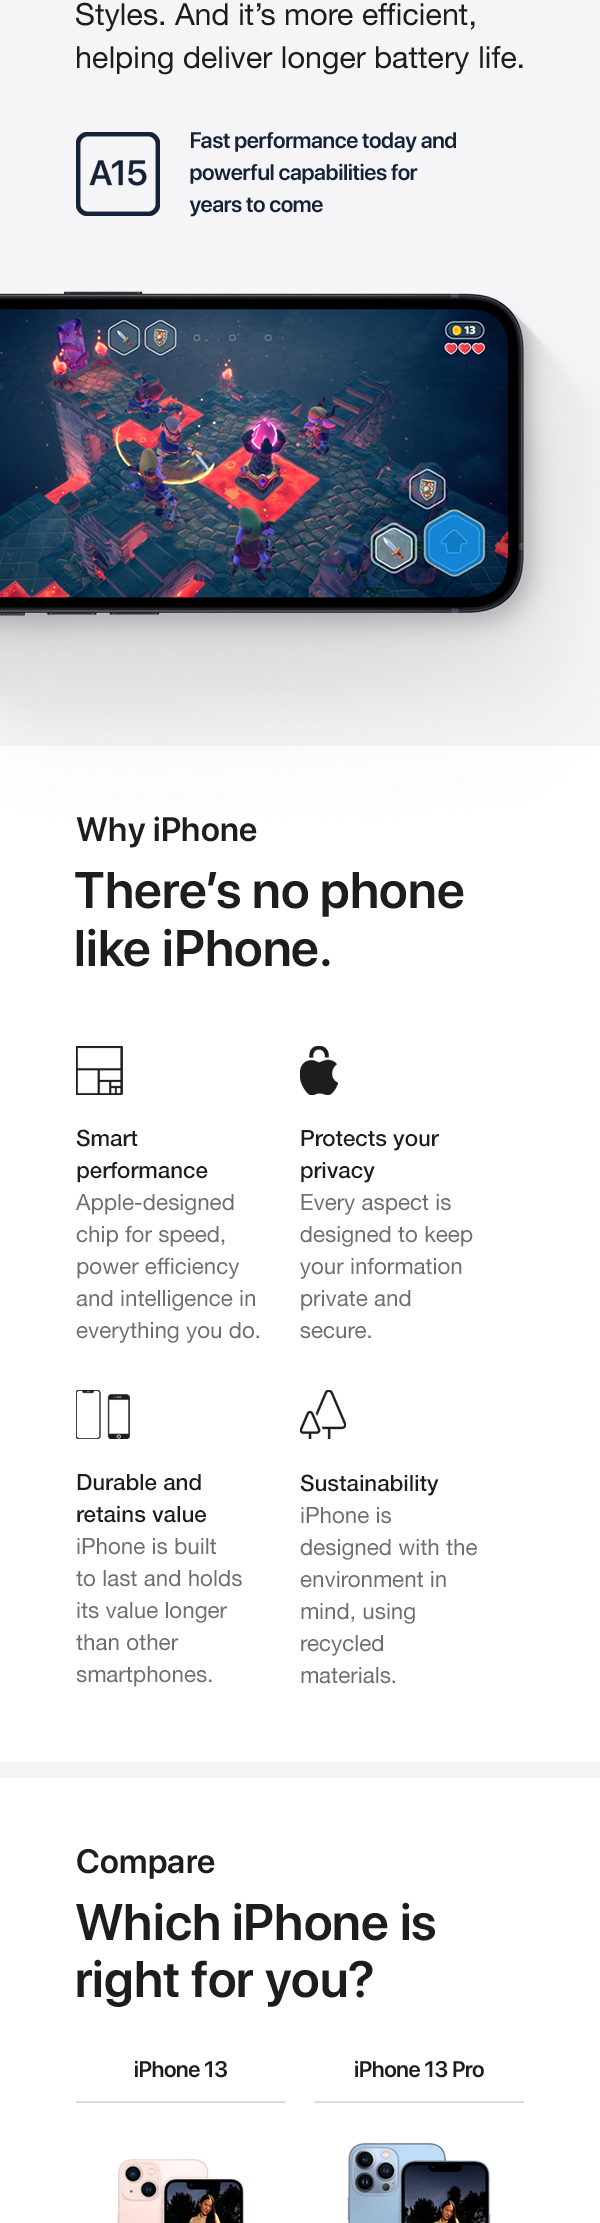 Styles. And it’s more efficient,
helping deliver longer battery life.
A15
Fast performance today and
powerful capabilities for
years to come
13
Why iPhone
There’s no phone
like iPhone.
Smart
performance
Apple-designed
chip for speed,
power efficiency
and intelligence in
everything you do.
Protects your
privacy
Every aspect is
designed to keep
your information
private and
secure.
Durable and
retains value
iPhone is built
to last and holds
its value longer
than other
smartphones.
Sustainability
iPhone is
designed with the
environment in
mind, using
recycled
materials.
Compare
Which iPhone is
right for you?
iPhone 13
iPhone 13 Pro